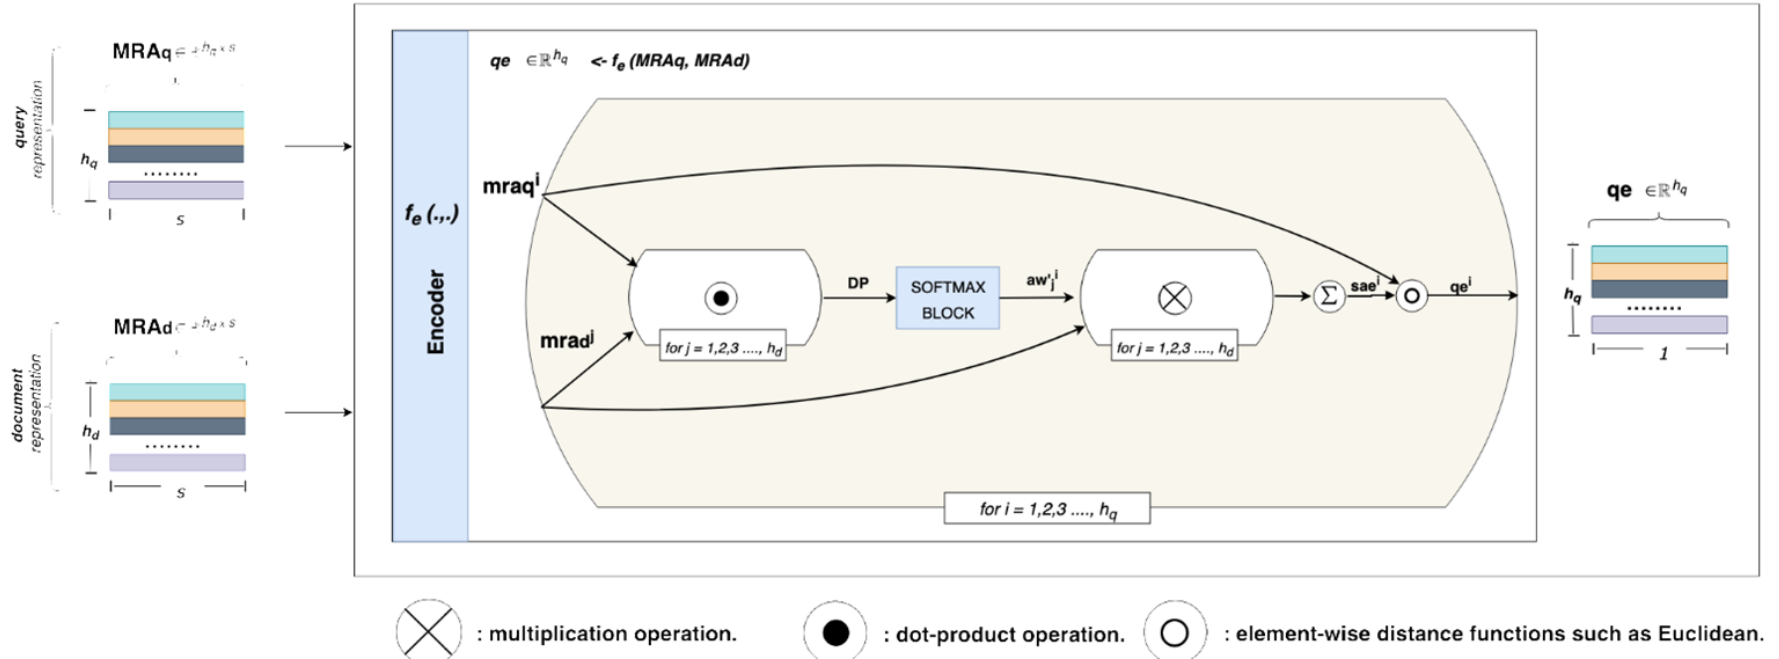 MRAq ∈ h_q × s
query
representation
h_q
........
s
MRAd ∈ h_d × s
document
representation
h_d
........
s
f_e (.,.)
Encoder
qe ∈ℝ^h_q <- f_e (MRAq, MRAd)
mraq^i
mrad^j
for j = 1,2,3 ...., h_d
DP
SOFTMAX
BLOCK
aw'_j^i
for j = 1,2,3 ...., h_d
Σ
sae^i
qe^i
for i = 1,2,3 ...., h_q
qe ∈ℝ^h_q
h_q
........
1
: multiplication operation.
: dot-product operation.
: element-wise distance functions such as Euclidean.